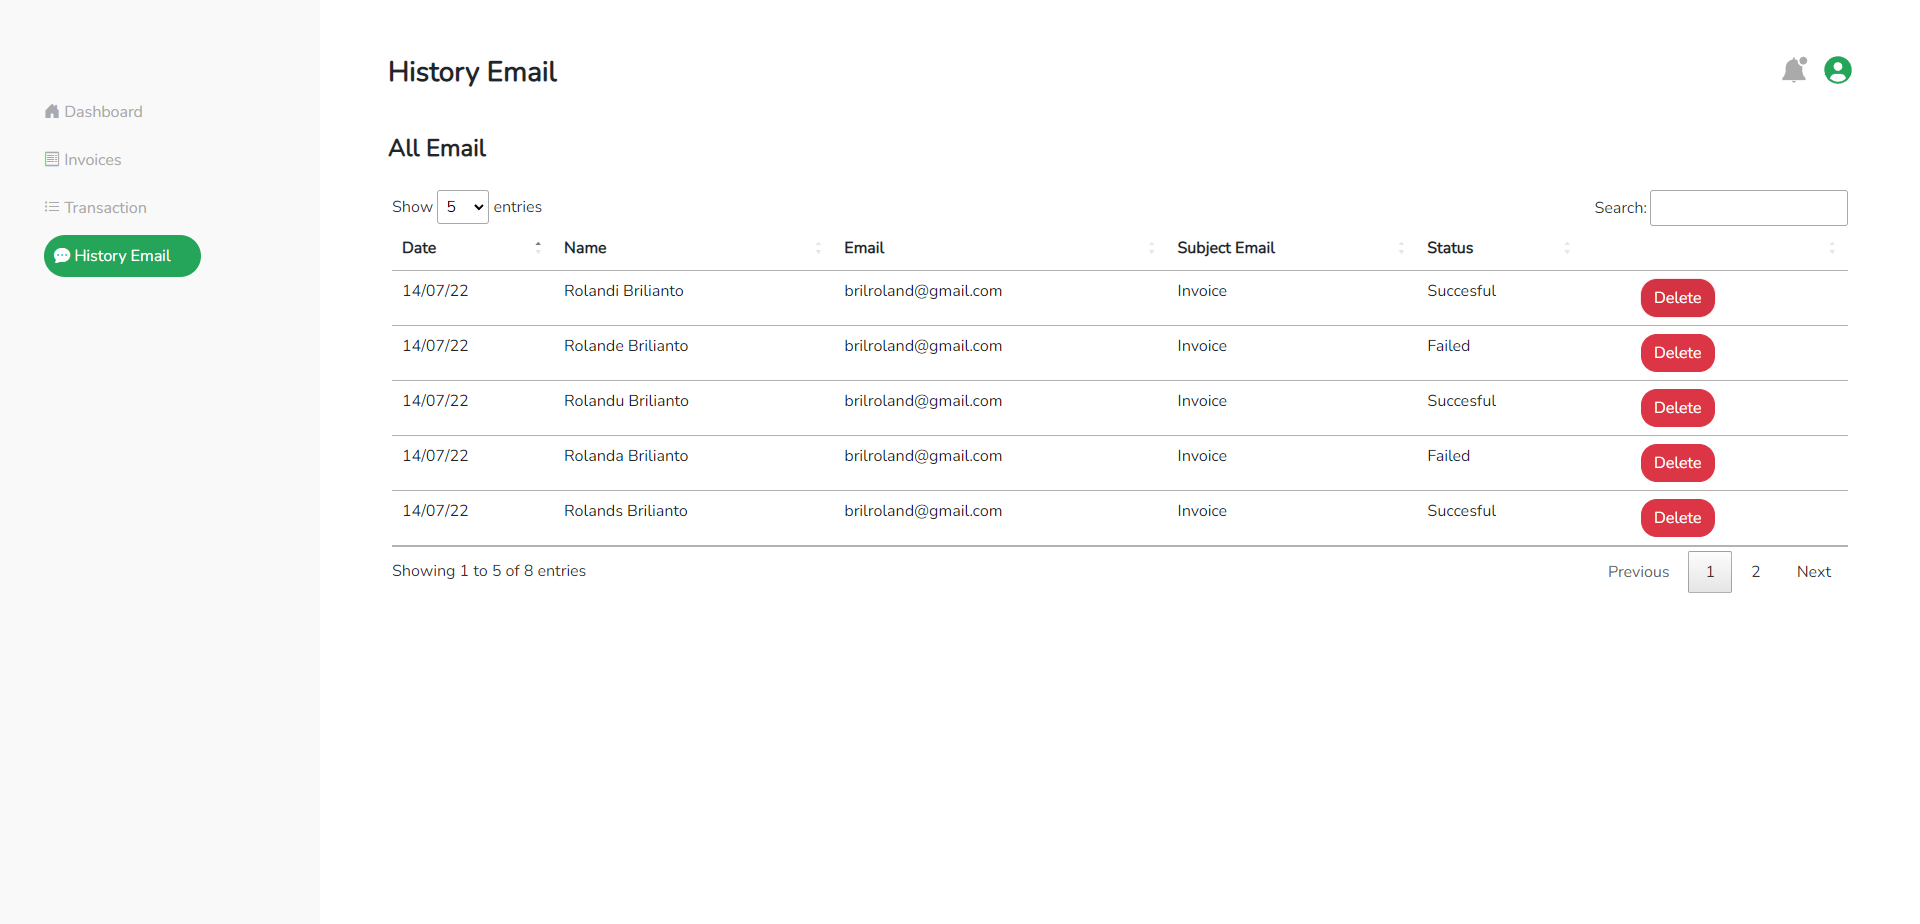 History Email
Dashboard
Invoices
Transaction
History Email
All Email
Show 5 entries
Search:
Date Name Email Subject Email Status
14/07/22 Rolandi Brilianto brilroland@gmail.com Invoice Succesful Delete
14/07/22 Rolande Brilianto brilroland@gmail.com Invoice Failed Delete
14/07/22 Rolandu Brilianto brilroland@gmail.com Invoice Succesful Delete
14/07/22 Rolanda Brilianto brilroland@gmail.com Invoice Failed Delete
14/07/22 Rolands Brilianto brilroland@gmail.com Invoice Succesful Delete
Showing 1 to 5 of 8 entries
Previous 1 2 Next